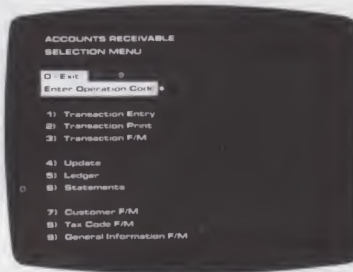 ACCOUNTS RECEIVABLE
SELECTION MENU
0 = Exit
Enter Operation Code
1) Transaction Entry
2) Transaction Print
3) Transaction F/M
4) Update
5) Ledger
6) Statements
7) Customer F/M
8) Tax Code F/M
9) General Information F/M